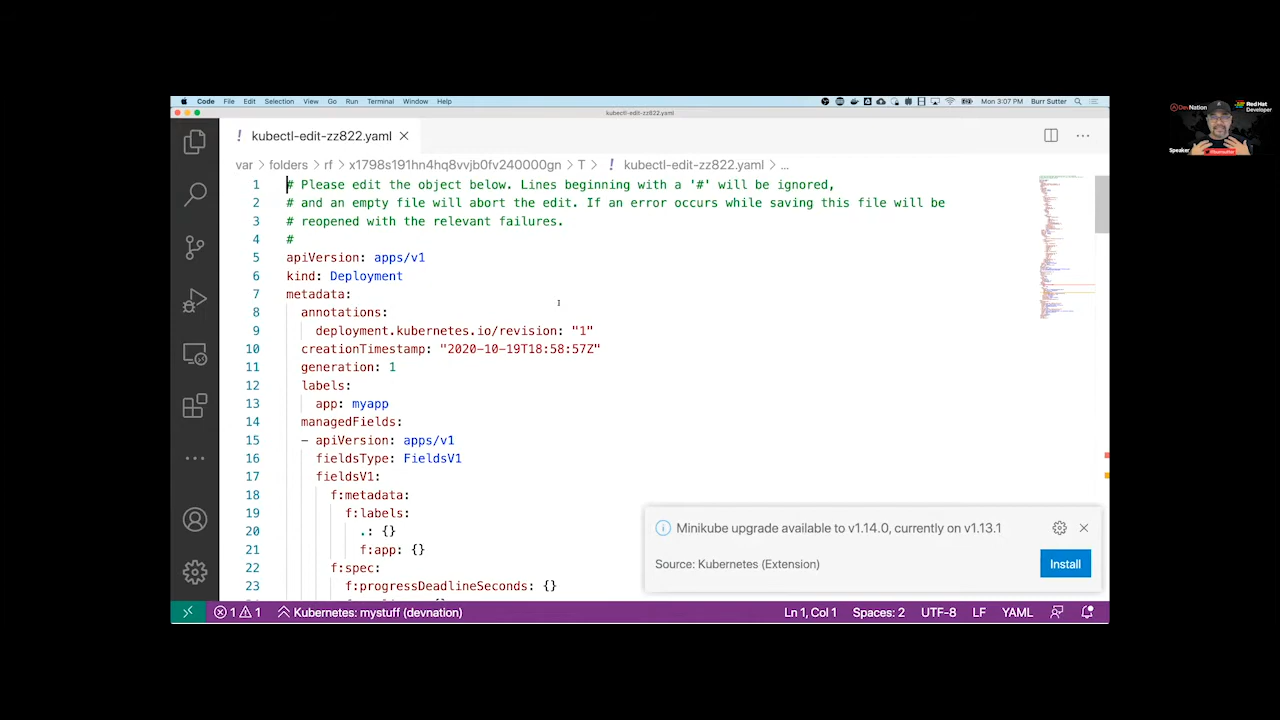 Code File Edit Selection View Go Run Terminal Window Help Mon 3:07 PM Burr Sutter
kubectl-edit-zz822.yaml
! kubectl-edit-zz822.yaml ×
var > folders > rf > x1798s191hn4hq8vvjb0fv2z0000gn > T > ! kubectl-edit-zz822.yaml > ...
1 # Please edit the object below. Lines beginning with a '#' will be ignored,
2 # and an empty file will abort the edit. If an error occurs while saving this file will be
3 # reopened with the relevant failures.
4 #
5 apiVersion: apps/v1
6 kind: Deployment
7 metadata:
8 annotations:
9 deployment.kubernetes.io/revision: "1"
10 creationTimestamp: "2020-10-19T18:58:57Z"
11 generation: 1
12 labels:
13 app: myapp
14 managedFields:
15 - apiVersion: apps/v1
16 fieldsType: FieldsV1
17 fieldsV1:
18 f:metadata:
19 f:labels:
20 .: {}
21 f:app: {}
22 f:spec:
23 f:progressDeadlineSeconds: {}
Minikube upgrade available to v1.14.0, currently on v1.13.1
Source: Kubernetes (Extension)
Install
1 1 Kubernetes: mystuff (devnation) Ln 1, Col 1 Spaces: 2 UTF-8 LF YAML
DevNation
Red Hat
Developer
Speaker